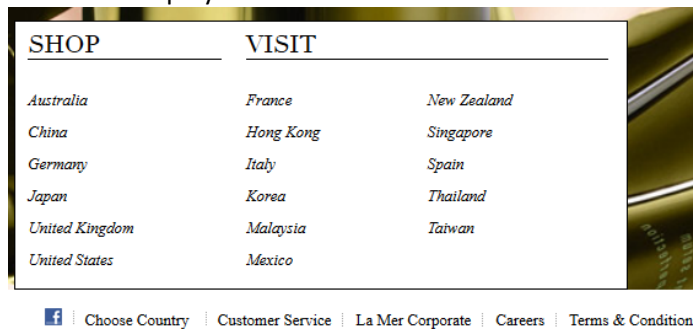 SHOP
VISIT
Australia
France
New Zealand
China
Hong Kong
Singapore
Germany
Italy
Spain
Japan
Korea
Thailand
United Kingdom
Malaysia
Taiwan
United States
Mexico
Choose Country
Customer Service
La Mer Corporate
Careers
Terms & Condition